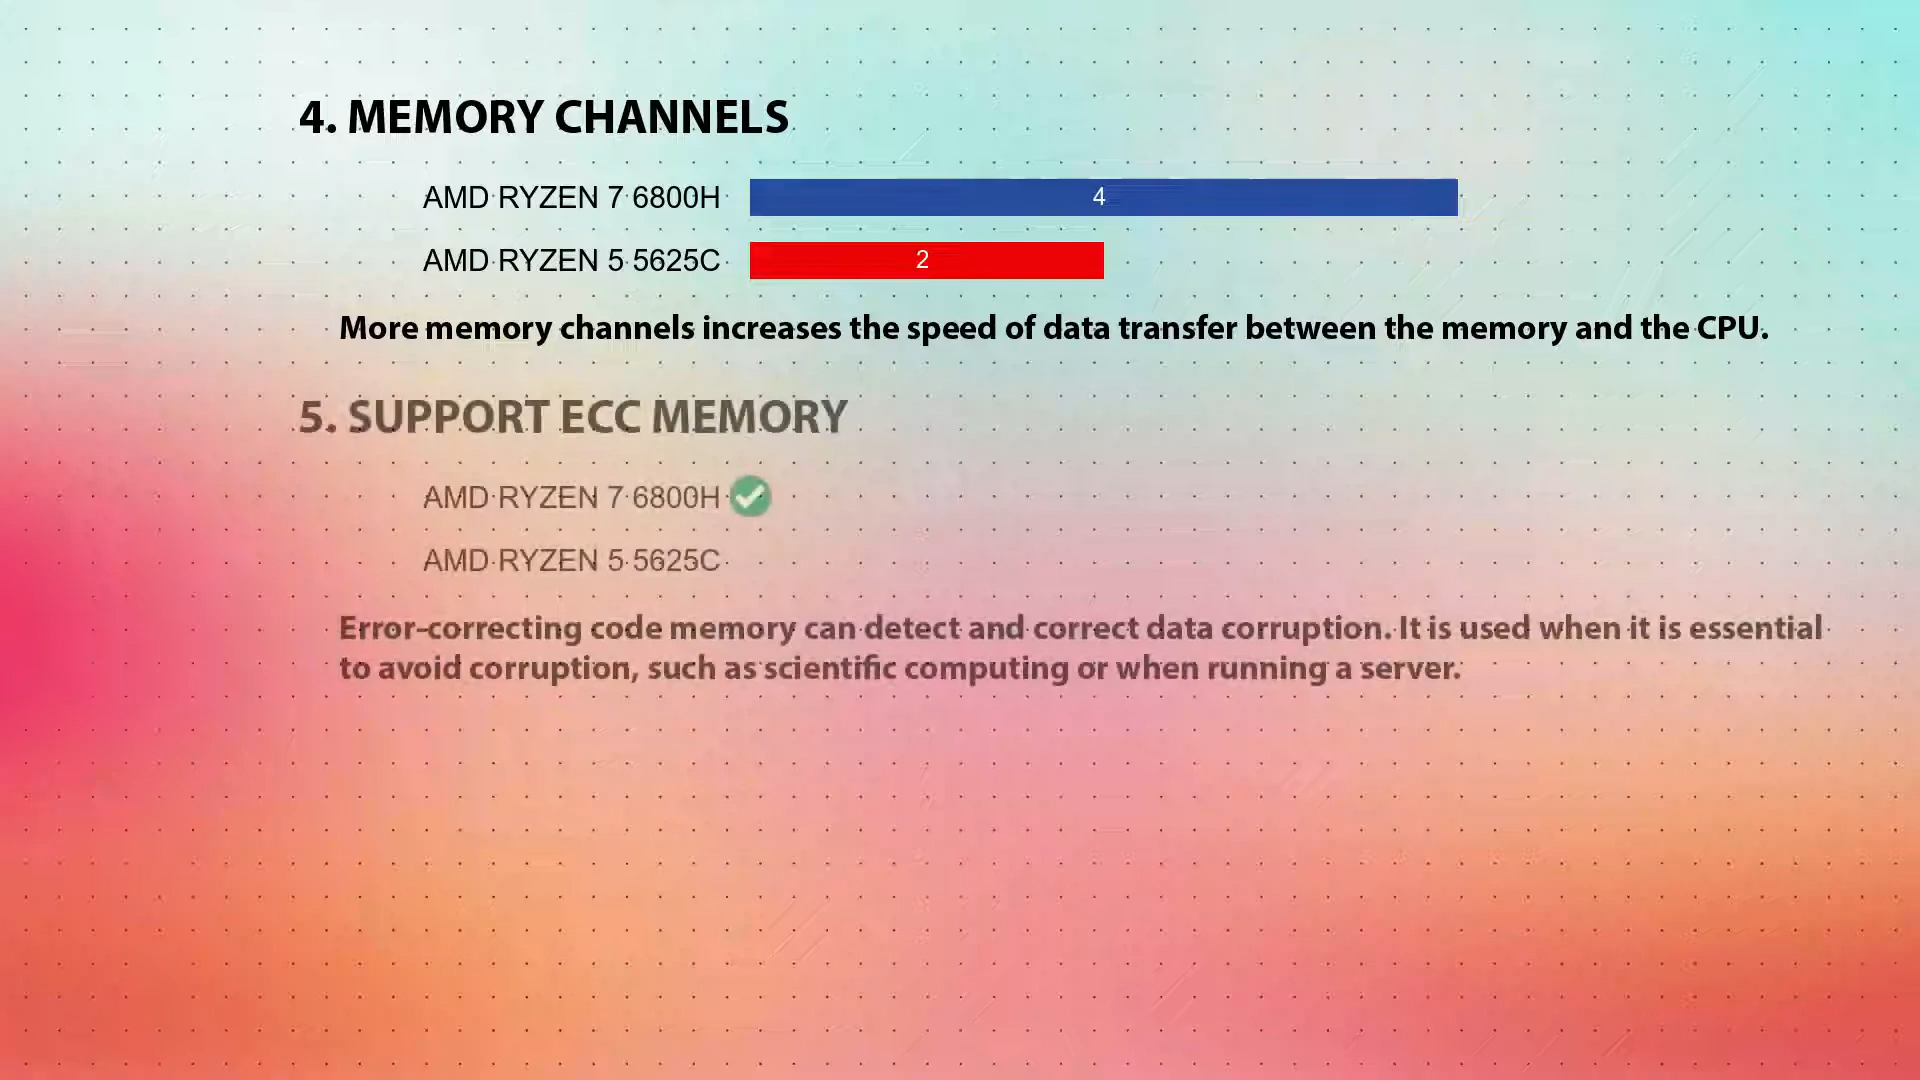 4. MEMORY CHANNELS
AMD RYZEN 7 6800H
4
AMD RYZEN 5 5625C
2
More memory channels increases the speed of data transfer between the memory and the CPU.
5. SUPPORT ECC MEMORY
AMD RYZEN 7 6800H
AMD RYZEN 5 5625C
Error-correcting code memory can detect and correct data corruption. It is used when it is essential
to avoid corruption, such as scientific computing or when running a server.